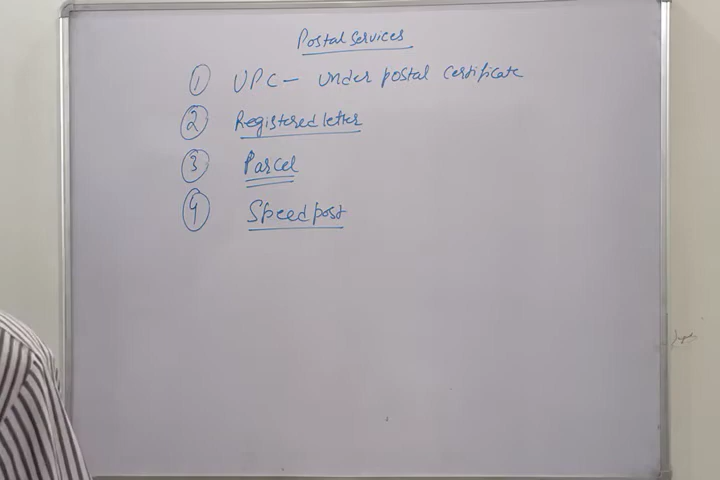 Postal services
① UPC - Under postal certificate
② Registered letter
③ Parcel
④ Speed post